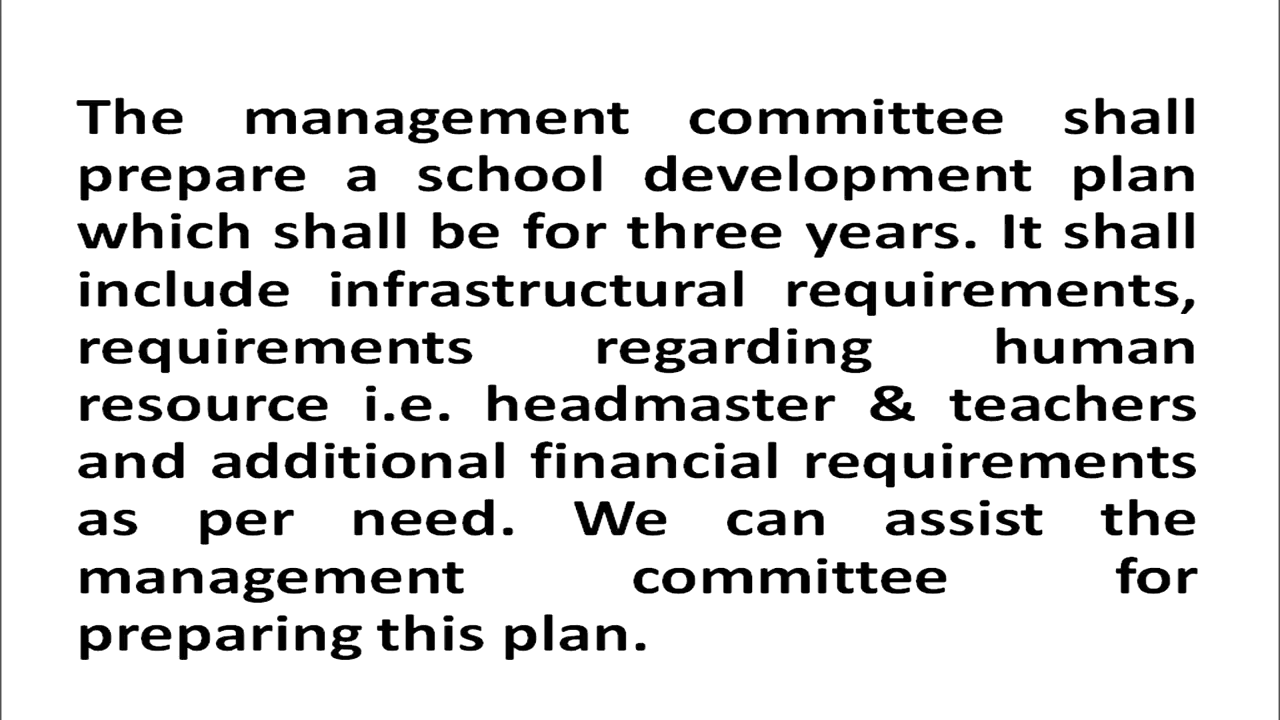 The management committee shall
prepare a school development plan
which shall be for three years. It shall
include infrastructural requirements,
requirements regarding human
resource i.e. headmaster & teachers
and additional financial requirements
as per need. We can assist the
management committee for
preparing this plan.